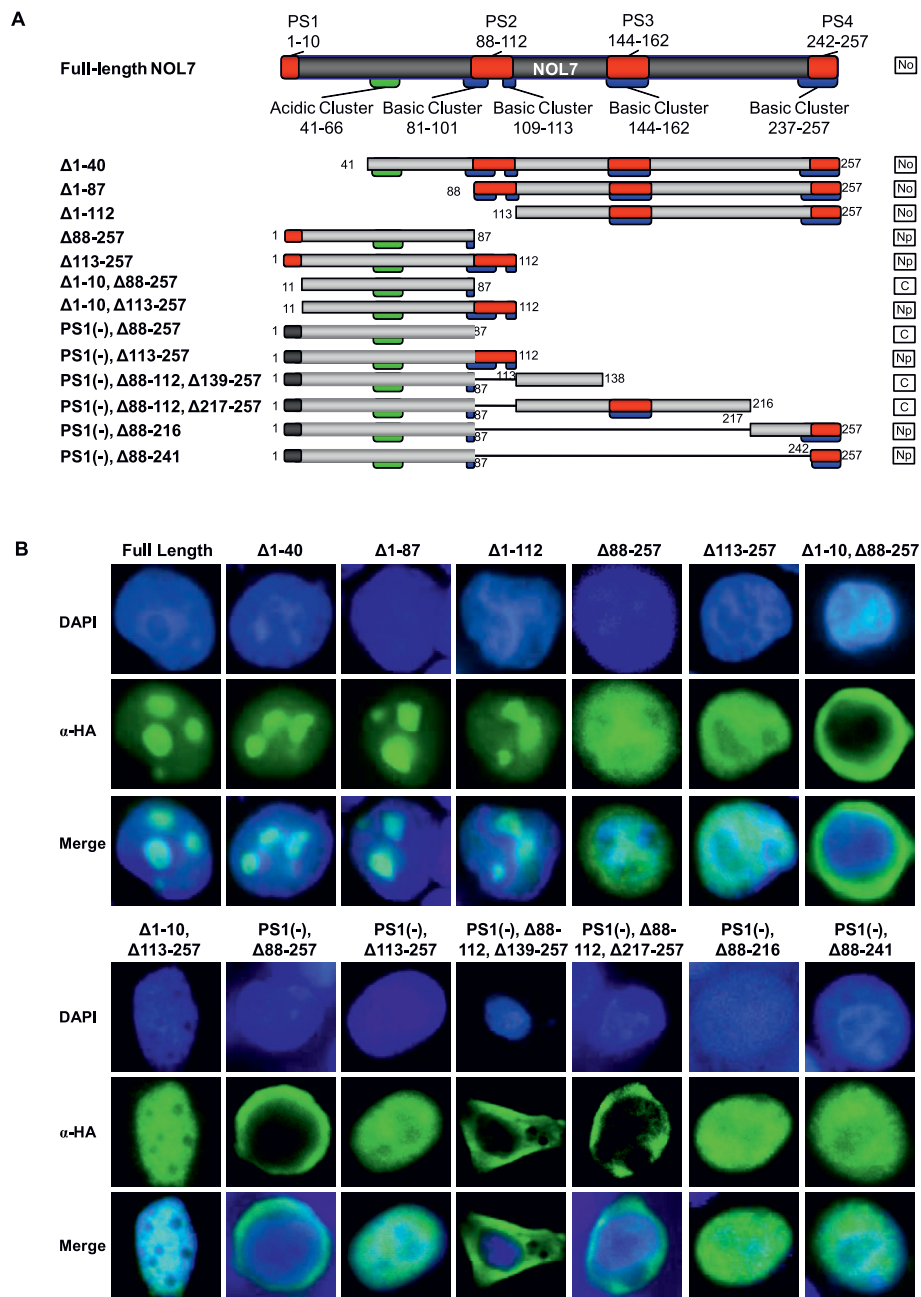 A
PS1 PS2 PS3 PS4
1-10 88-112 144-162 242-257
Full-length NOL7 NOL7 No
Acidic Cluster Basic Cluster Basic Cluster Basic Cluster Basic Cluster
41-66 81-101 109-113 144-162 237-257
Δ1-40 41 257 No
Δ1-87 88 257 No
Δ1-112 113 257 No
Δ88-257 1 87 Np
Δ113-257 1 112 Np
Δ1-10, Δ88-257 11 87 C
Δ1-10, Δ113-257 11 112 Np
PS1(-), Δ88-257 1 87 C
PS1(-), Δ113-257 1 112 Np
PS1(-), Δ88-112, Δ139-257 1 87 113 138 C
PS1(-), Δ88-112, Δ217-257 1 87 216 C
PS1(-), Δ88-216 1 87 217 257 Np
PS1(-), Δ88-241 1 87 242 257 Np
B
Full Length Δ1-40 Δ1-87 Δ1-112 Δ88-257 Δ113-257 Δ1-10, Δ88-257
DAPI
α-HA
Merge
Δ1-10, PS1(-), PS1(-), PS1(-), Δ88- PS1(-), Δ88- PS1(-), PS1(-),
Δ113-257 Δ88-257 Δ113-257 112, Δ139-257 112, Δ217-257 Δ88-216 Δ88-241
DAPI
α-HA
Merge